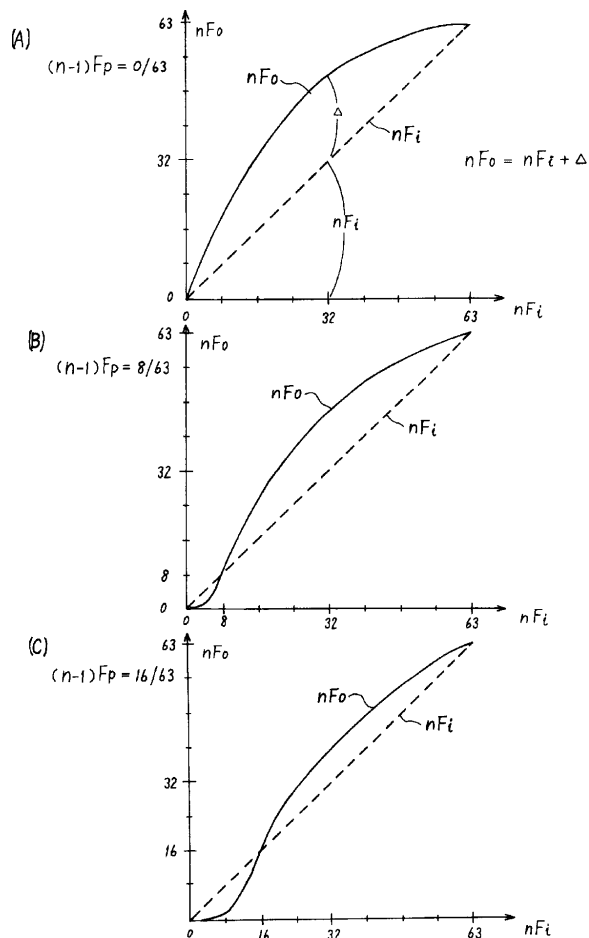 (A)
63
nFo
(n-1)Fp = 0/63
nFo
Δ
nFi
32
nFo = nFi + Δ
nFi
0
0
32
63
nFi
(B)
63
nFo
(n-1)Fp = 8/63
nFo
nFi
32
8
0
0
8
32
63
nFi
(C)
63
nFo
(n-1)Fp = 16/63
nFo
nFi
32
16
0
0
16
32
63
nFi